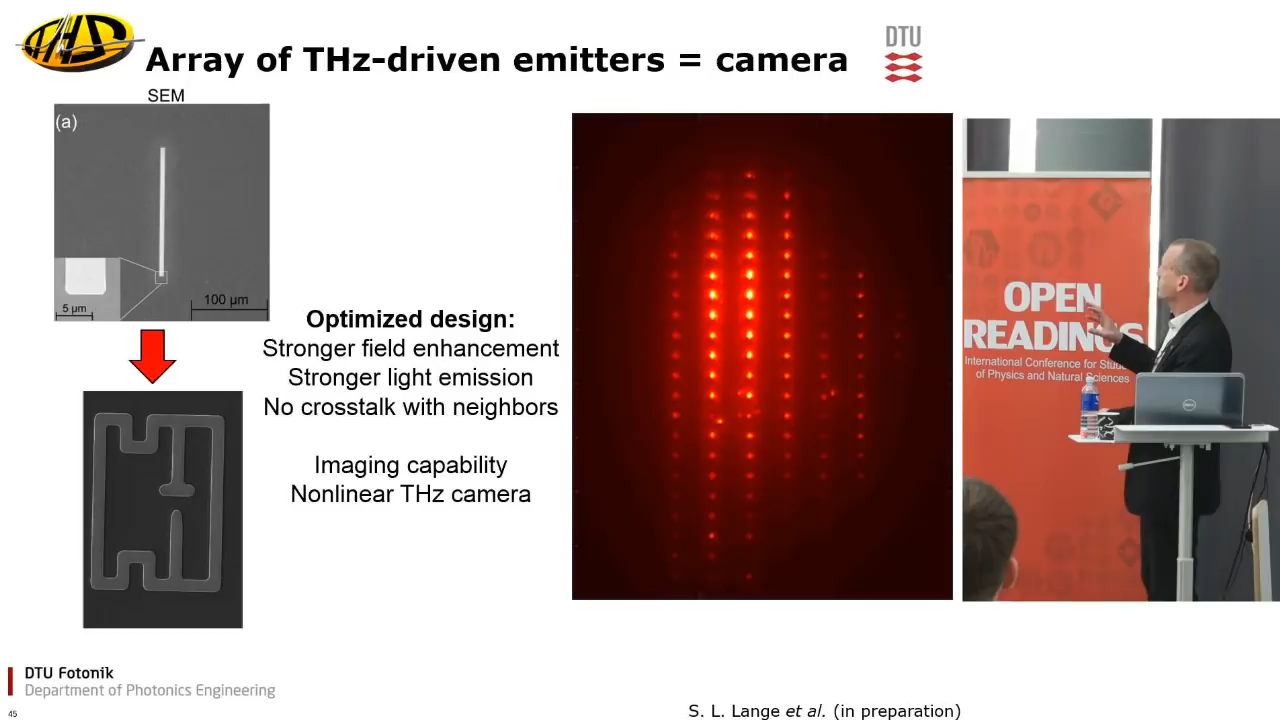 THz
Array of THz-driven emitters = camera
DTU
SEM
(a)
5 µm
100 µm
Optimized design:
Stronger field enhancement
Stronger light emission
No crosstalk with neighbors
Imaging capability
Nonlinear THz camera
OPEN
READINGS
International Conference for Stude
of Physics and Natural Sciences
DELL
DTU Fotonik
Department of Photonics Engineering
45
S. L. Lange et al. (in preparation)